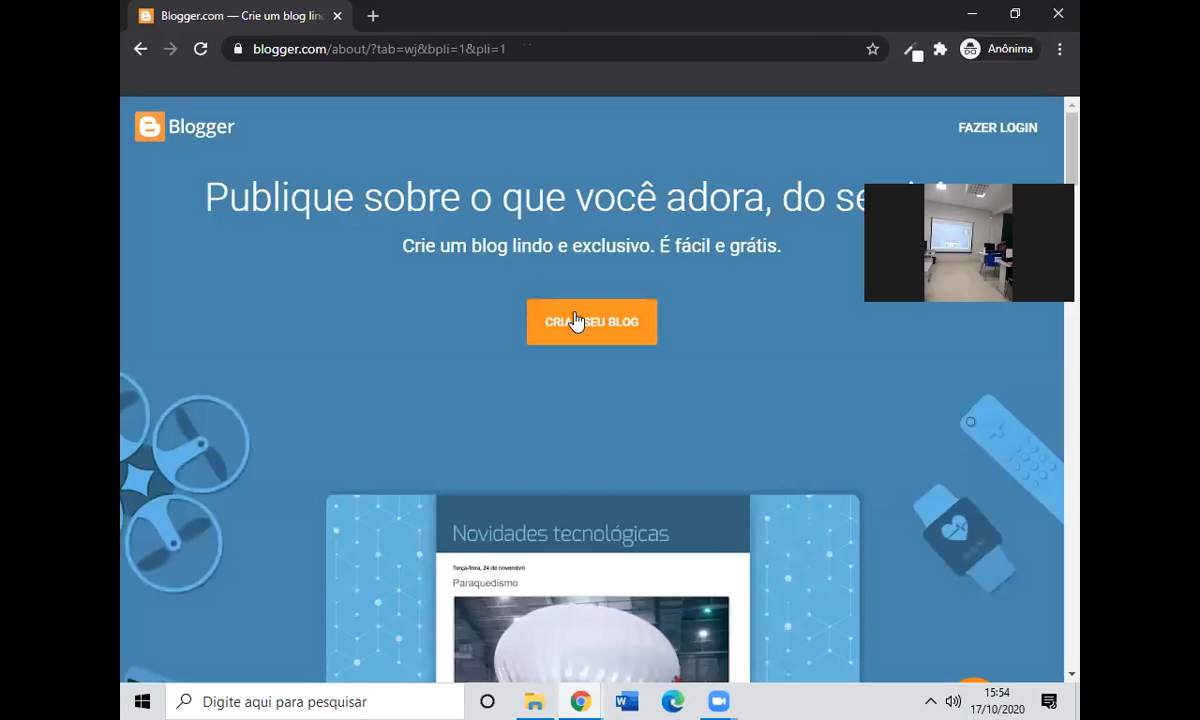 Blogger.com — Crie um blog lin
blogger.com/about/?tab=wj&bpli=1&pli=1
Anônima
Blogger
FAZER LOGIN
Publique sobre o que você adora, do se
Crie um blog lindo e exclusivo. É fácil e grátis.
CRIA SEU BLOG
Novidades tecnológicas
Terça-feira, 24 de novembro
Paraquedismo
Digite aqui para pesquisar
15:54
17/10/2020